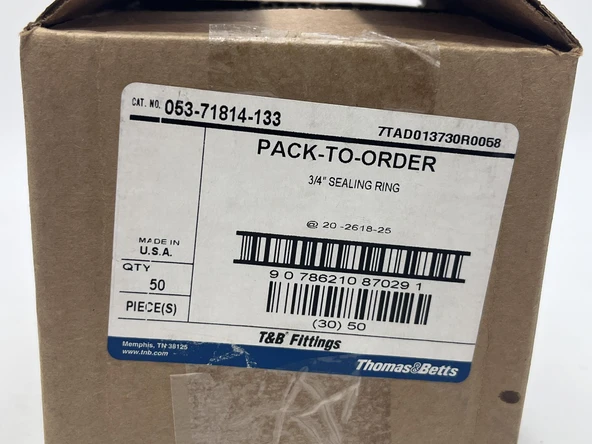 CAT. NO. 053-71814-133
7TAD013730R0058
PACK-TO-ORDER
3/4" SEALING RING
@ 20 -2618-25
MADE IN
U.S.A.
QTY
50
PIECE(S)
9 0 786210 87029 1
(30) 50
T&B® Fittings
Memphis, TN 38125
www.tnb.com
Thomas&Betts